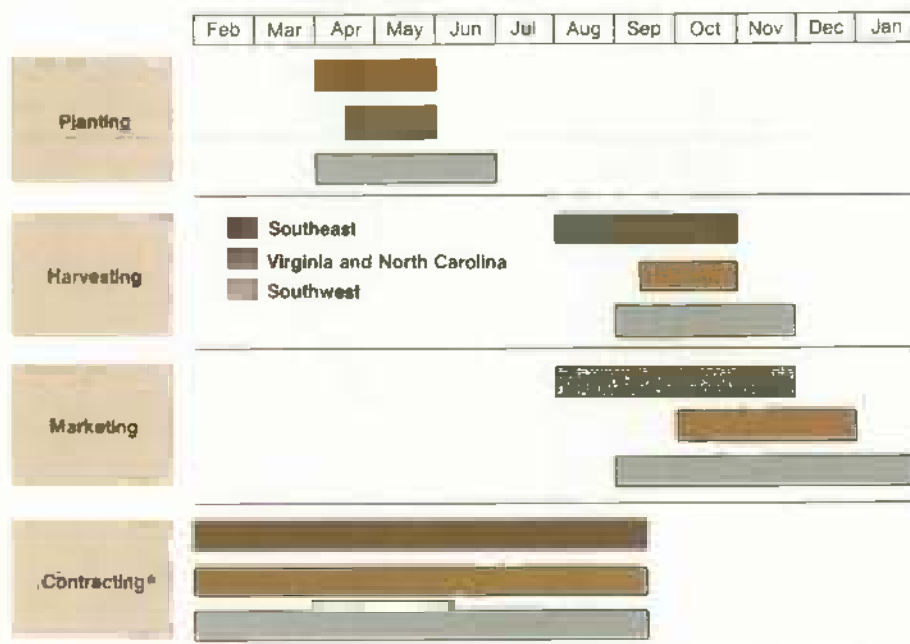 Feb Mar Apr May Jun Jul Aug Sep Oct Nov Dec Jan
Planting
Harvesting
Southeast
Virginia and North Carolina
Southwest
Marketing
Contracting*